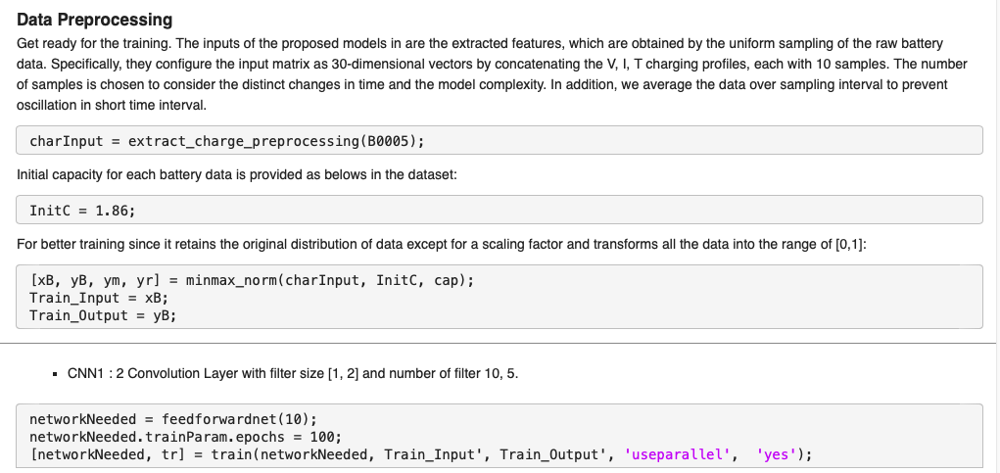 Data Preprocessing
Get ready for the training. The inputs of the proposed models in are the extracted features, which are obtained by the uniform sampling of the raw battery
data. Specifically, they configure the input matrix as 30-dimensional vectors by concatenating the V, I, T charging profiles, each with 10 samples. The number
of samples is chosen to consider the distinct changes in time and the model complexity. In addition, we average the data over sampling interval to prevent
oscillation in short time interval.
charInput = extract_charge_preprocessing(B0005);
Initial capacity for each battery data is provided as belows in the dataset:
InitC = 1.86;
For better training since it retains the original distribution of data except for a scaling factor and transforms all the data into the range of [0,1]:
[xB, yB, ym, yr] = minmax_norm(charInput, InitC, cap);
Train_Input = xB;
Train_Output = yB;
▪ CNN1 : 2 Convolution Layer with filter size [1, 2] and number of filter 10, 5.
networkNeeded = feedforwardnet(10);
networkNeeded.trainParam.epochs = 100;
[networkNeeded, tr] = train(networkNeeded, Train_Input', Train_Output', 'useparallel', 'yes');